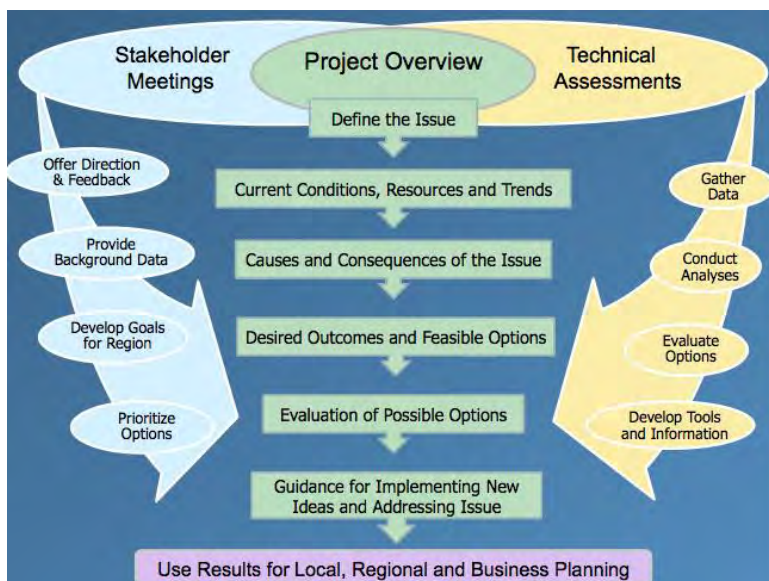 Stakeholder
Meetings
Project Overview
Technical
Assessments
Define the Issue
Offer Direction
& Feedback
Current Conditions, Resources and Trends
Gather
Data
Provide
Background Data
Causes and Consequences of the Issue
Conduct
Analyses
Develop Goals
for Region
Desired Outcomes and Feasible Options
Evaluate
Options
Prioritize
Options
Evaluation of Possible Options
Develop Tools
and Information
Guidance for Implementing New
Ideas and Addressing Issue
Use Results for Local, Regional and Business Planning